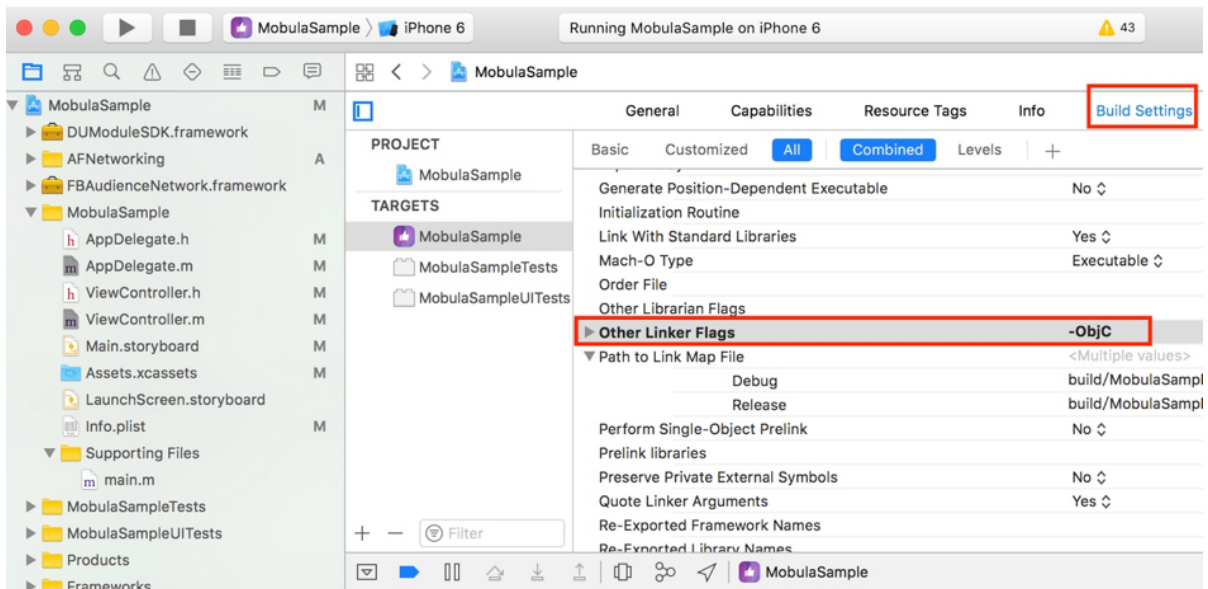 MobulaSample 〉 iPhone 6
Running MobulaSample on iPhone 6
43
MobulaSample
MobulaSample M
DUModuleSDK.framework
AFNetworking A
FBAudienceNetwork.framework
MobulaSample
h AppDelegate.h M
m AppDelegate.m M
h ViewController.h M
m ViewController.m M
Main.storyboard M
Assets.xcassets M
LaunchScreen.storyboard
Info.plist M
Supporting Files
m main.m
MobulaSampleTests
MobulaSampleUITests
Products
Frameworks
General Capabilities Resource Tags Info Build Settings
PROJECT
MobulaSample
TARGETS
MobulaSample
MobulaSampleTests
MobulaSampleUITests
Filter
Basic Customized All Combined Levels
Generate Position-Dependent Executable No
Initialization Routine
Link With Standard Libraries Yes
Mach-O Type Executable
Order File
Other Librarian Flags
Other Linker Flags -ObjC
Path to Link Map File <Multiple values>
Debug build/MobulaSampl
Release build/MobulaSampl
Perform Single-Object Prelink No
Prelink libraries
Preserve Private External Symbols No
Quote Linker Arguments Yes
Re-Exported Framework Names
Re-Exported Library Names
MobulaSample